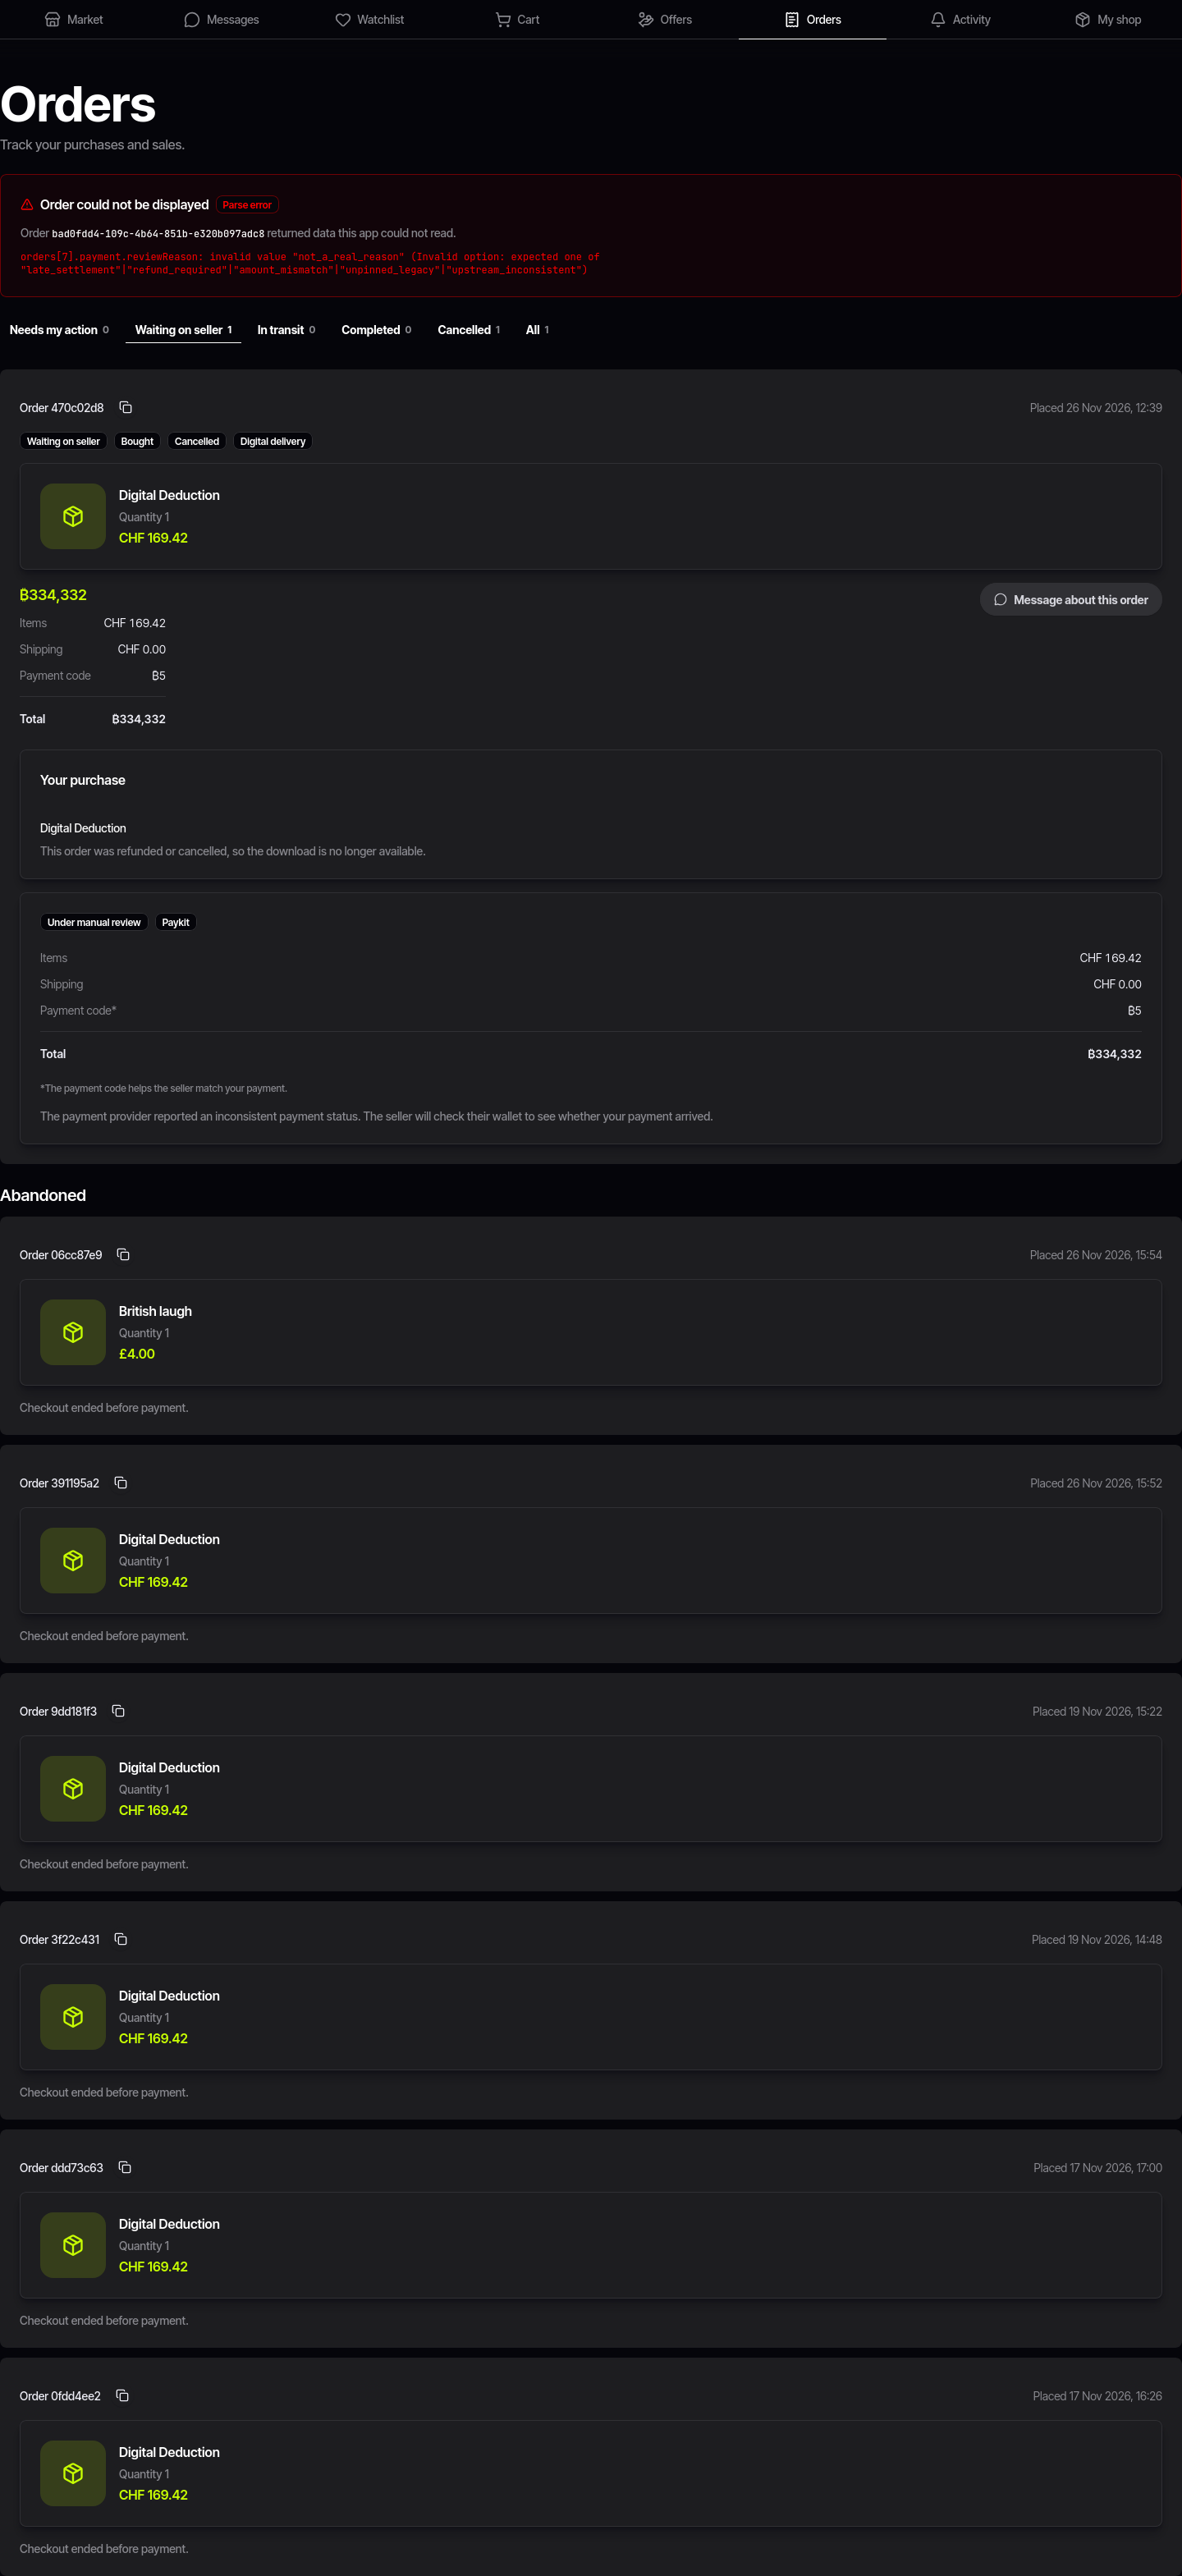 Market
Messages
Watchlist
Cart
Offers
Orders
Activity
My shop
Orders
Track your purchases and sales.
Order could not be displayed Parse error
Order bad0fdd4-109c-4b64-851b-e320b097adc8 returned data this app could not read.
orders[7].payment.reviewReason: invalid value "not_a_real_reason" (Invalid option: expected one of
"late_settlement"|"refund_required"|"amount_mismatch"|"unpinned_legacy"|"upstream_inconsistent")
Needs my action 0
Waiting on seller 1
In transit 0
Completed 0
Cancelled 1
All 1
Order 470c02d8
Placed 26 Nov 2026, 12:39
Waiting on seller
Bought
Cancelled
Digital delivery
Digital Deduction
Quantity 1
CHF 169.42
₿334,332
Message about this order
Items CHF 169.42
Shipping CHF 0.00
Payment code ₿5
Total ₿334,332
Your purchase
Digital Deduction
This order was refunded or cancelled, so the download is no longer available.
Under manual review
Paykit
Items CHF 169.42
Shipping CHF 0.00
Payment code* ₿5
Total ₿334,332
*The payment code helps the seller match your payment.
The payment provider reported an inconsistent payment status. The seller will check their wallet to see whether your payment arrived.
Abandoned
Order 06cc87e9
Placed 26 Nov 2026, 15:54
British laugh
Quantity 1
£4.00
Checkout ended before payment.
Order 391195a2
Placed 26 Nov 2026, 15:52
Digital Deduction
Quantity 1
CHF 169.42
Checkout ended before payment.
Order 9dd181f3
Placed 19 Nov 2026, 15:22
Digital Deduction
Quantity 1
CHF 169.42
Checkout ended before payment.
Order 3f22c431
Placed 19 Nov 2026, 14:48
Digital Deduction
Quantity 1
CHF 169.42
Checkout ended before payment.
Order ddd73c63
Placed 17 Nov 2026, 17:00
Digital Deduction
Quantity 1
CHF 169.42
Checkout ended before payment.
Order 0fdd4ee2
Placed 17 Nov 2026, 16:26
Digital Deduction
Quantity 1
CHF 169.42
Checkout ended before payment.